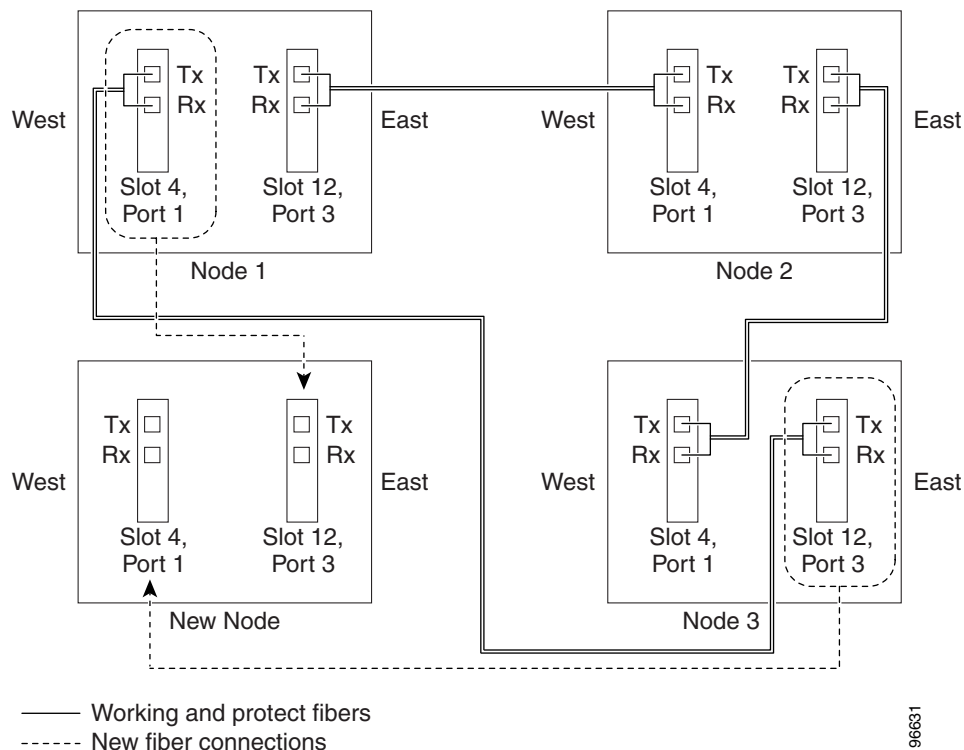 Tx Tx Tx Tx
Rx Rx Rx Rx
West East West East
Slot 4, Slot 12, Slot 4, Slot 12,
Port 1 Port 3 Port 1 Port 3
Node 1 Node 2
Tx Tx Tx Tx
Rx Rx Rx Rx
West East West East
Slot 4, Slot 12, Slot 4, Slot 12,
Port 1 Port 3 Port 1 Port 3
New Node Node 3
Working and protect fibers
New fiber connections
96631